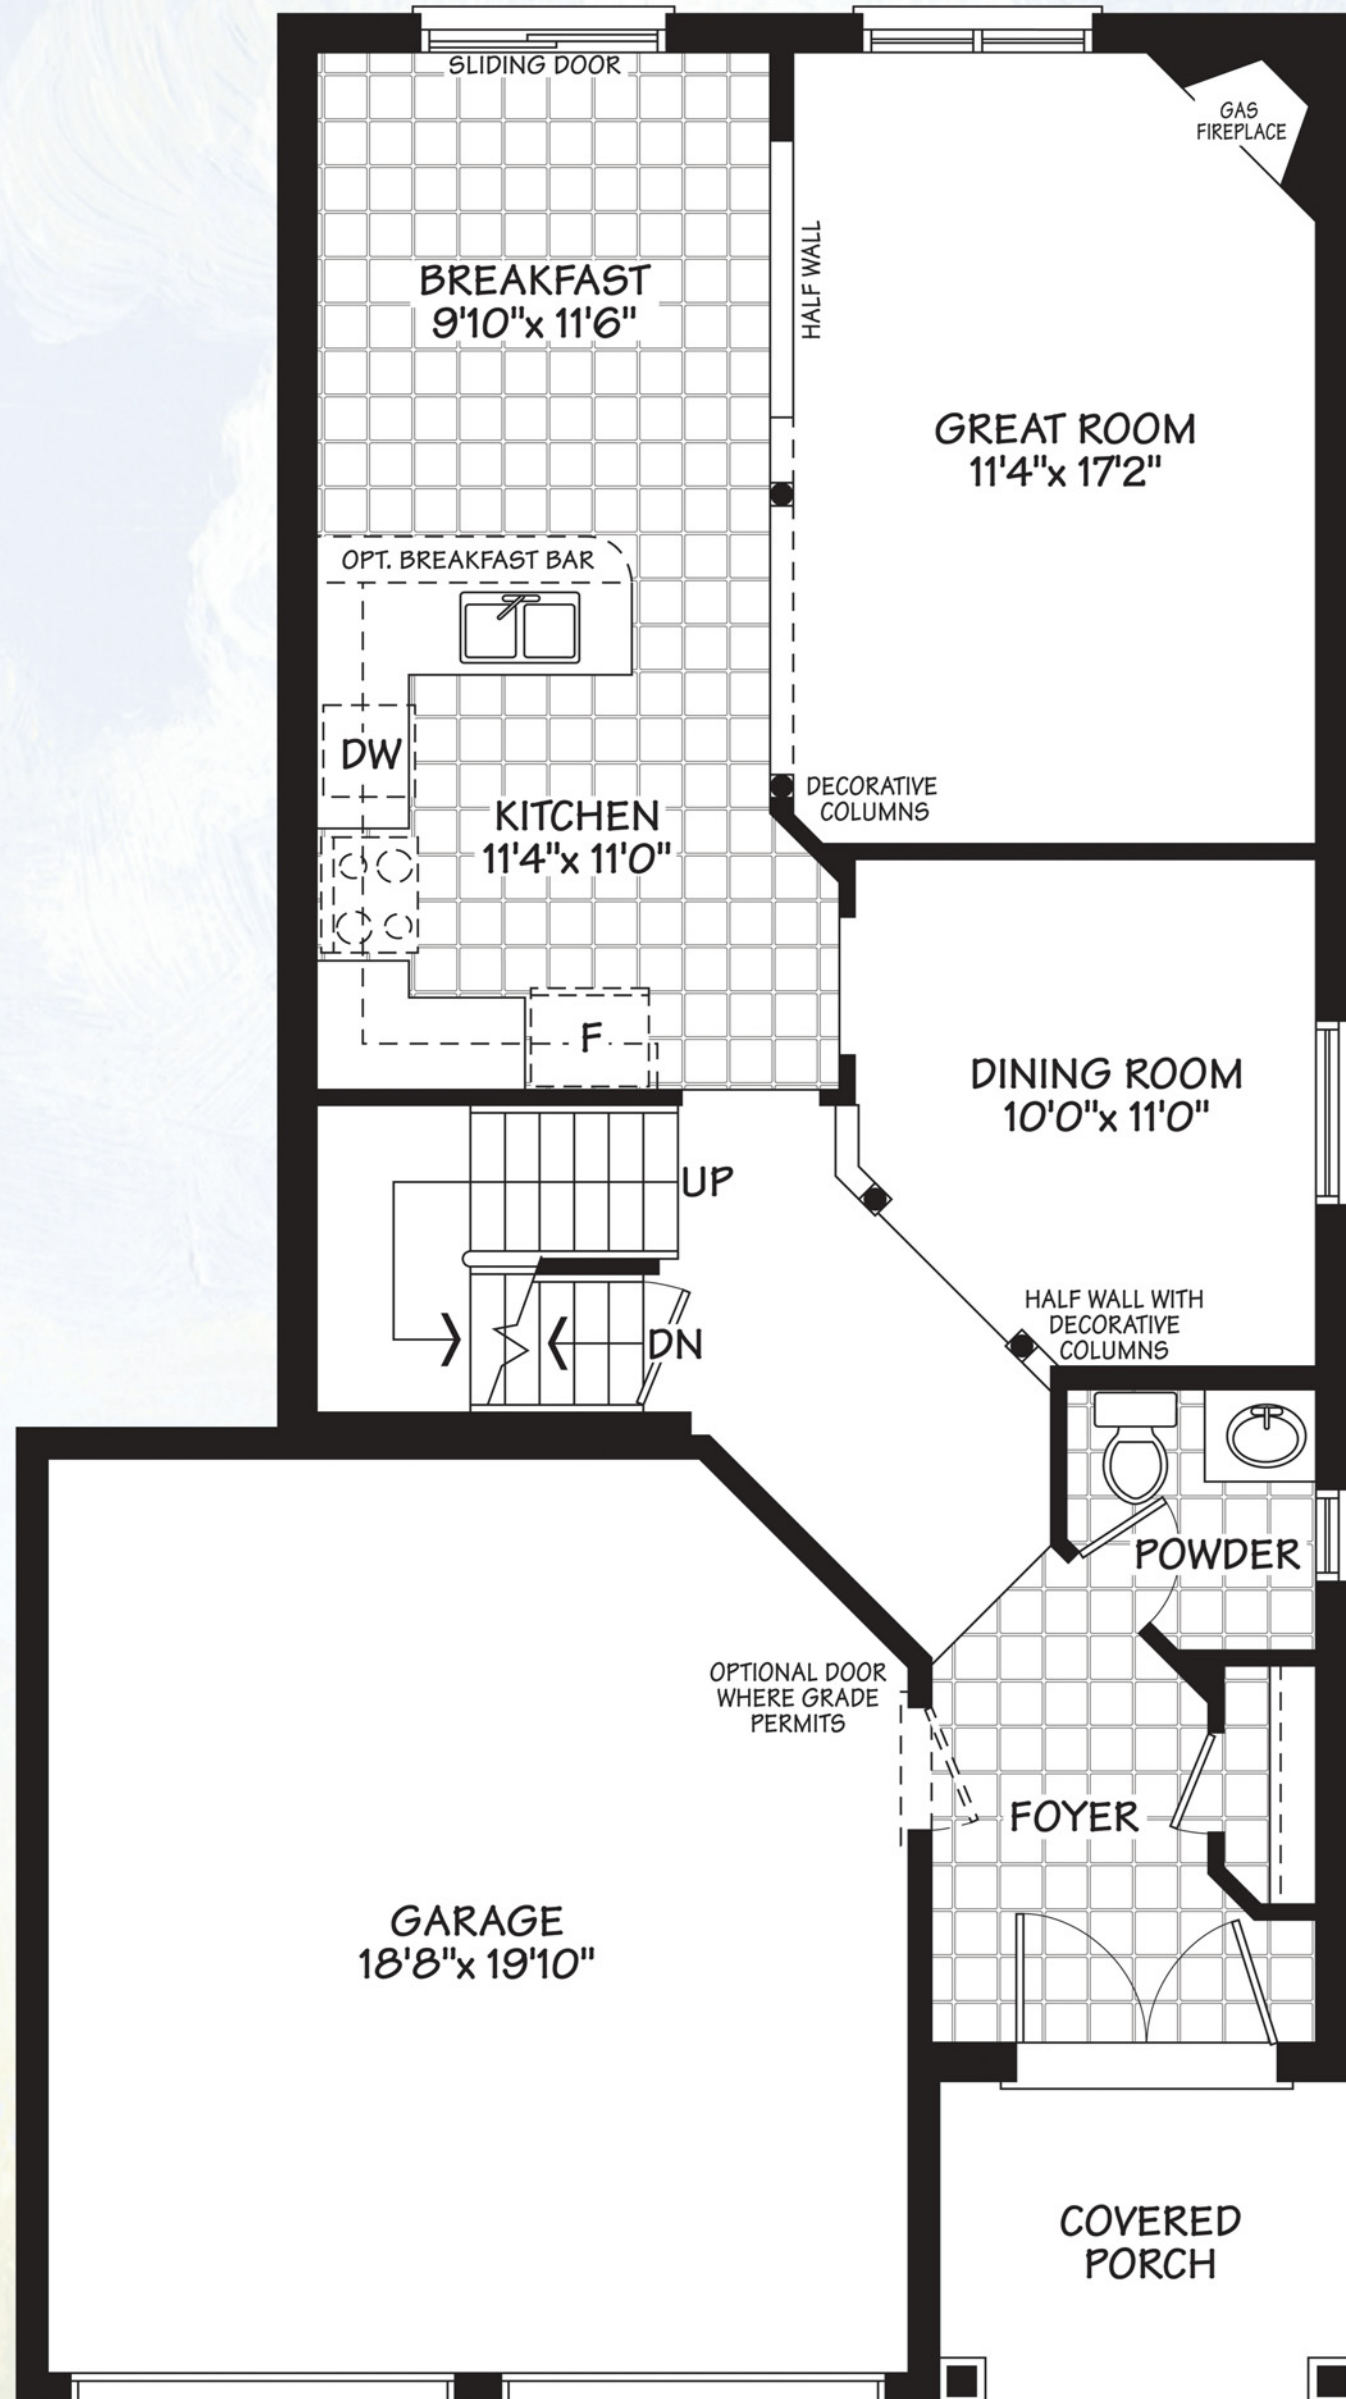 SLIDING DOOR
GAS
FIREPLACE
HALF WALL
BREAKFAST
9'10"x 11'6"
GREAT ROOM
11'4"x 17'2"
OPT. BREAKFAST BAR
DW
DECORATIVE
COLUMNS
KITCHEN
11'4"x 11'0"
F
DINING ROOM
10'0"x 11'0"
UP
HALF WALL WITH
DECORATIVE
COLUMNS
DN
POWDER
OPTIONAL DOOR
WHERE GRADE
PERMITS
FOYER
GARAGE
18'8"x 19'10"
COVERED
PORCH